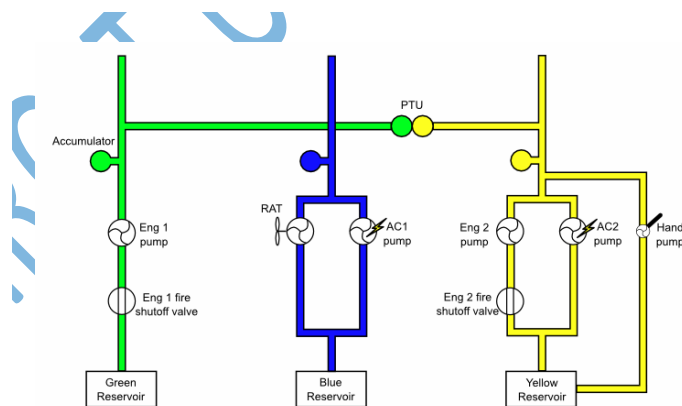 PTU
Accumulator
RAT
Eng 1
pump
AC1
pump
Eng 2
pump
AC2
pump
Hand
pump
Eng 1 fire
shutoff valve
Eng 2 fire
shutoff valve
Green
Reservoir
Blue
Reservoir
Yellow
Reservoir